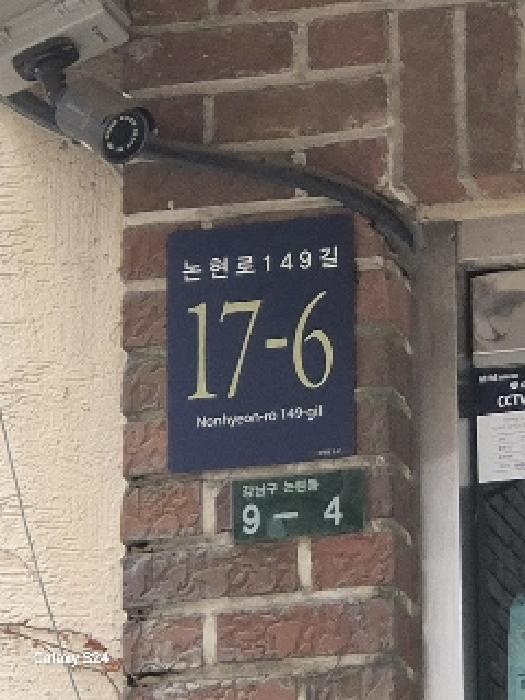 논현로149길
17-6
Nonhyeon-ro 149-gil
강남구 논현동
9 - 4
CCTV
Galaxy S24